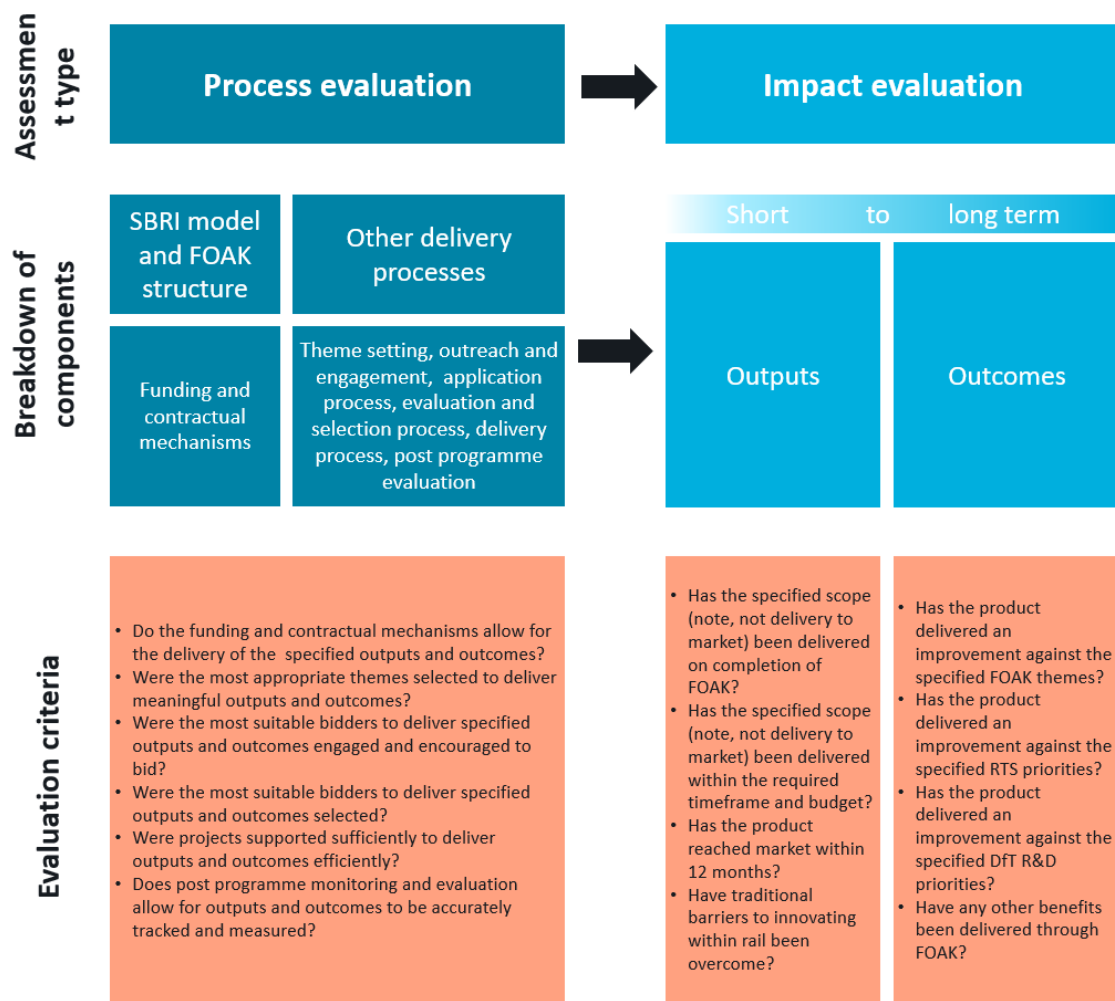 Assessmen
t type
Process evaluation
Impact evaluation
Breakdown of
components
SBRI model
and FOAK
structure
Other delivery
processes
Funding and
contractual
mechanisms
Theme setting, outreach and
engagement, application
process, evaluation and
selection process, delivery
process, post programme
evaluation
Short to long term
Outputs
Outcomes
Evaluation criteria
• Do the funding and contractual mechanisms allow for
the delivery of the specified outputs and outcomes?
• Were the most appropriate themes selected to deliver
meaningful outputs and outcomes?
• Were the most suitable bidders to deliver specified
outputs and outcomes engaged and encouraged to
bid?
• Were the most suitable bidders to deliver specified
outputs and outcomes selected?
• Were projects supported sufficiently to deliver
outputs and outcomes efficiently?
• Does post programme monitoring and evaluation
allow for outputs and outcomes to be accurately
tracked and measured?
• Has the specified scope
(note, not delivery to
market) been delivered
on completion of
FOAK?
• Has the specified scope
(note, not delivery to
market) been delivered
within the required
timeframe and budget?
• Has the product
reached market within
12 months?
• Have traditional
barriers to innovating
within rail been
overcome?
• Has the product
delivered an
improvement against the
specified FOAK themes?
• Has the product
delivered an
improvement against the
specified RTS priorities?
• Has the product
delivered an
improvement against the
specified DfT R&D
priorities?
• Have any other benefits
been delivered through
FOAK?